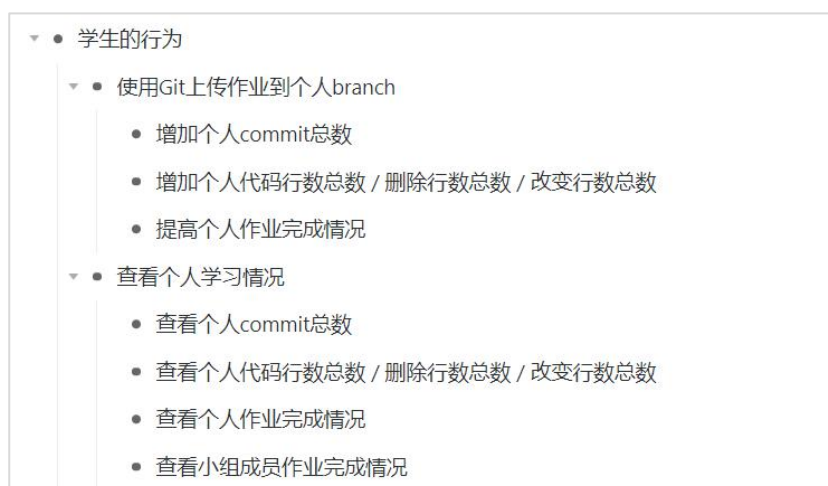 学生的行为
使用Git上传作业到个人branch
增加个人commit总数
增加个人代码行数总数 / 删除行数总数 / 改变行数总数
提高个人作业完成情况
查看个人学习情况
查看个人commit总数
查看个人代码行数总数 / 删除行数总数 / 改变行数总数
查看个人作业完成情况
查看小组成员作业完成情况